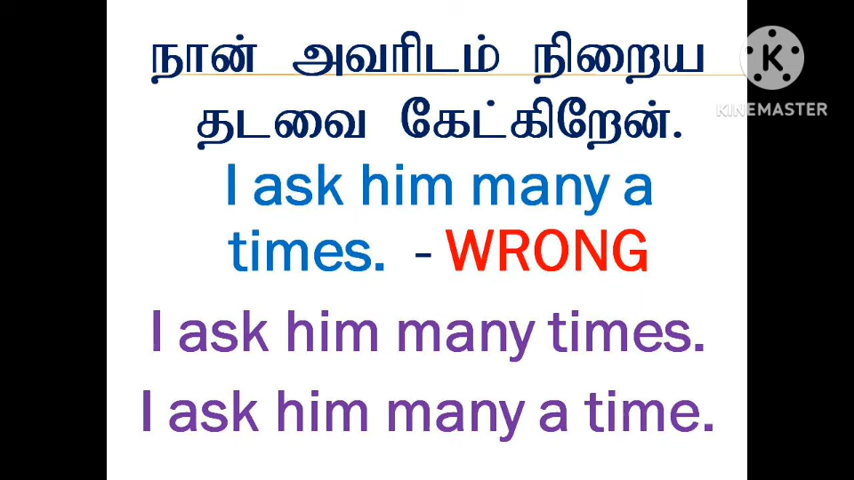 நான் அவரிடம் நிறைய
தடவை கேட்கிறேன்.
I ask him many a
times. - WRONG
I ask him many times.
I ask him many a time.
K
KINEMASTER